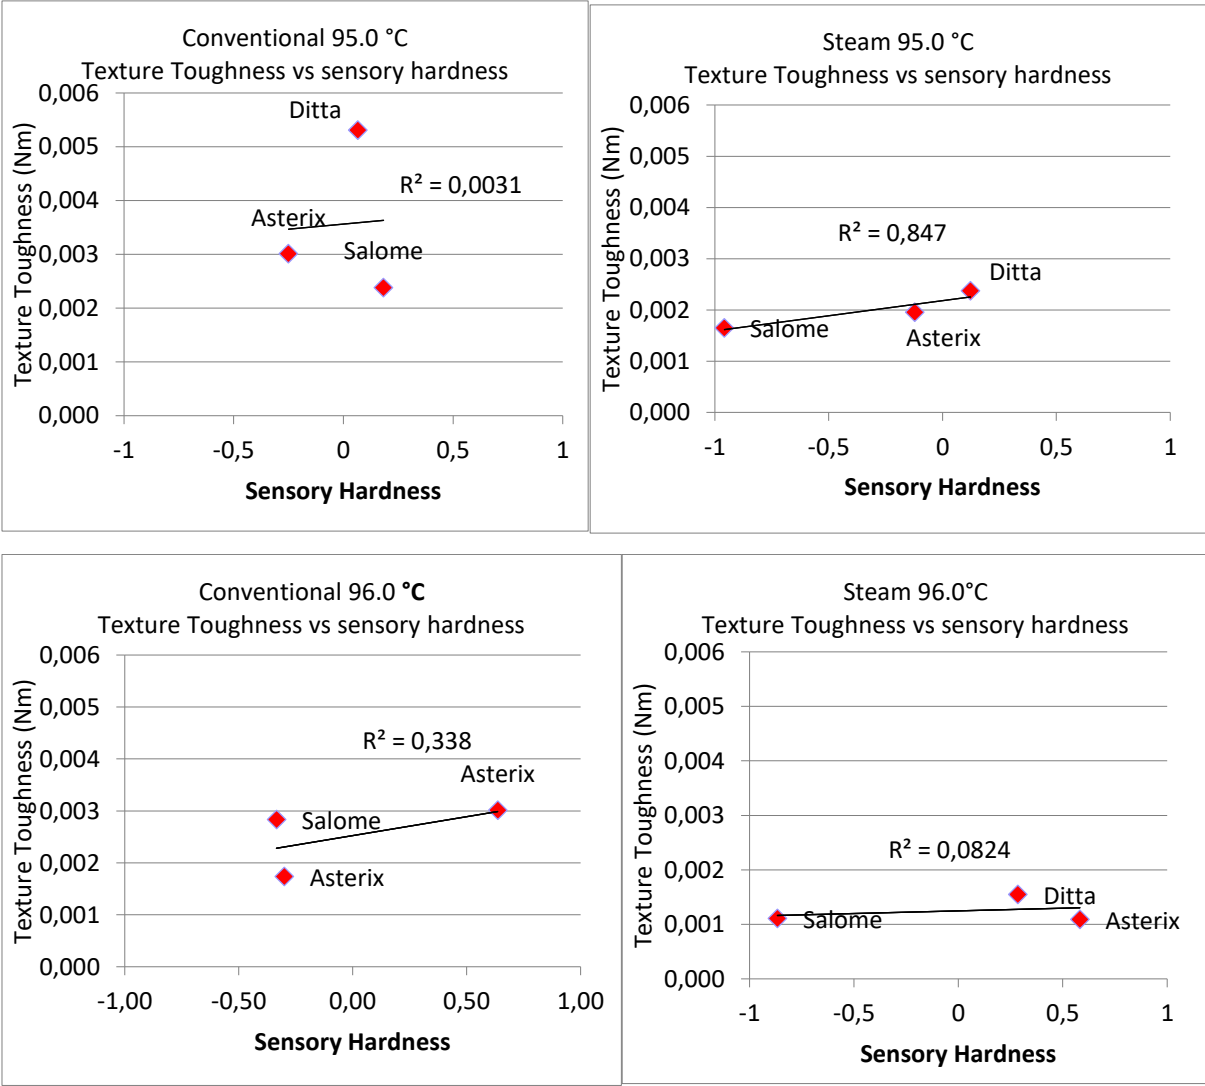 Conventional 95.0 °C
Texture Toughness vs sensory hardness
Texture Toughness (Nm)
0,006
0,005
0,004
0,003
0,002
0,001
0,000
Ditta
R² = 0,0031
Asterix
Salome
-1
-0,5
0
0,5
1
Sensory Hardness
Steam 95.0 °C
Texture Toughness vs sensory hardness
Texture Toughness (Nm)
0,006
0,005
0,004
0,003
0,002
0,001
0,000
R² = 0,847
Ditta
Salome
Asterix
-1
-0,5
0
0,5
1
Sensory Hardness
Conventional 96.0 °C
Texture Toughness vs sensory hardness
Texture Toughness (Nm)
0,006
0,005
0,004
0,003
0,002
0,001
0,000
R² = 0,338
Asterix
Salome
Asterix
-1,00
-0,50
0,00
0,50
1,00
Sensory Hardness
Steam 96.0°C
Texture Toughness vs sensory hardness
Texture Toughness (Nm)
0,006
0,005
0,004
0,003
0,002
0,001
0,000
R² = 0,0824
Ditta
Salome
Asterix
-1
-0,5
0
0,5
1
Sensory Hardness